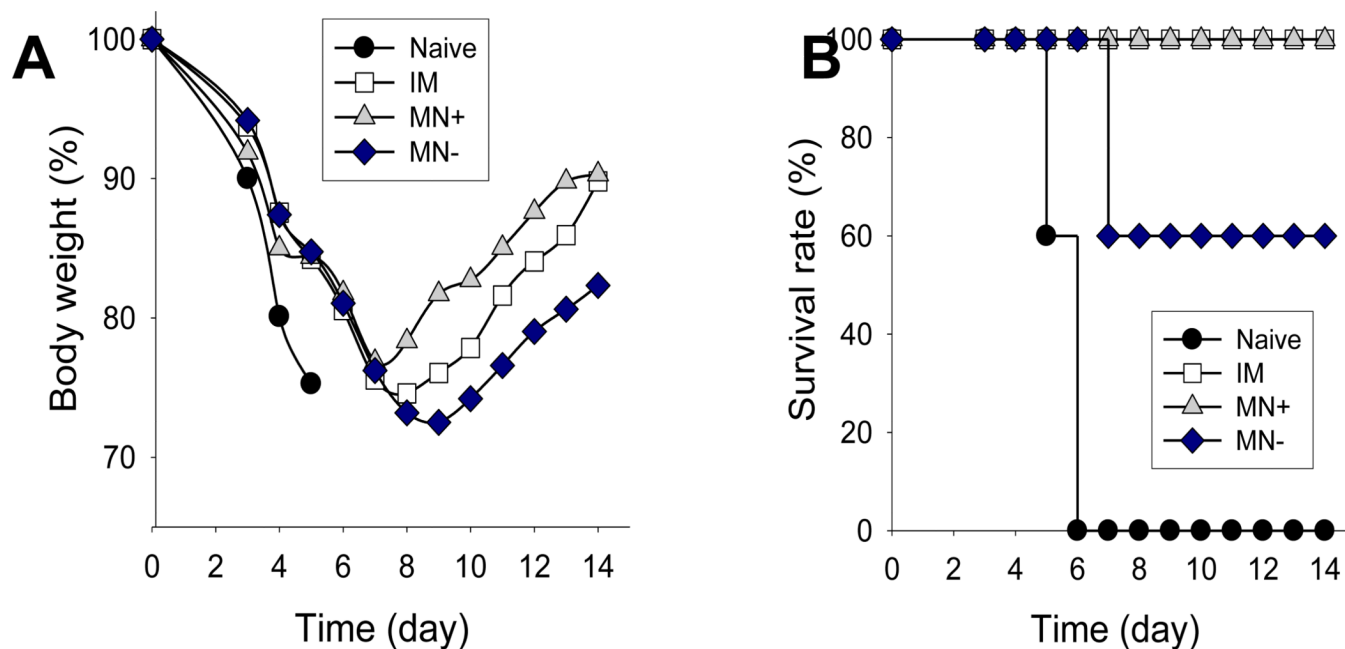 A
Body weight (%)
100
90
80
70
0 2 4 6 8 10 12 14
Time (day)
Naive
IM
MN+
MN-
B
Survival rate (%)
100
80
60
40
20
0
0 2 4 6 8 10 12 14
Time (day)
Naive
IM
MN+
MN-